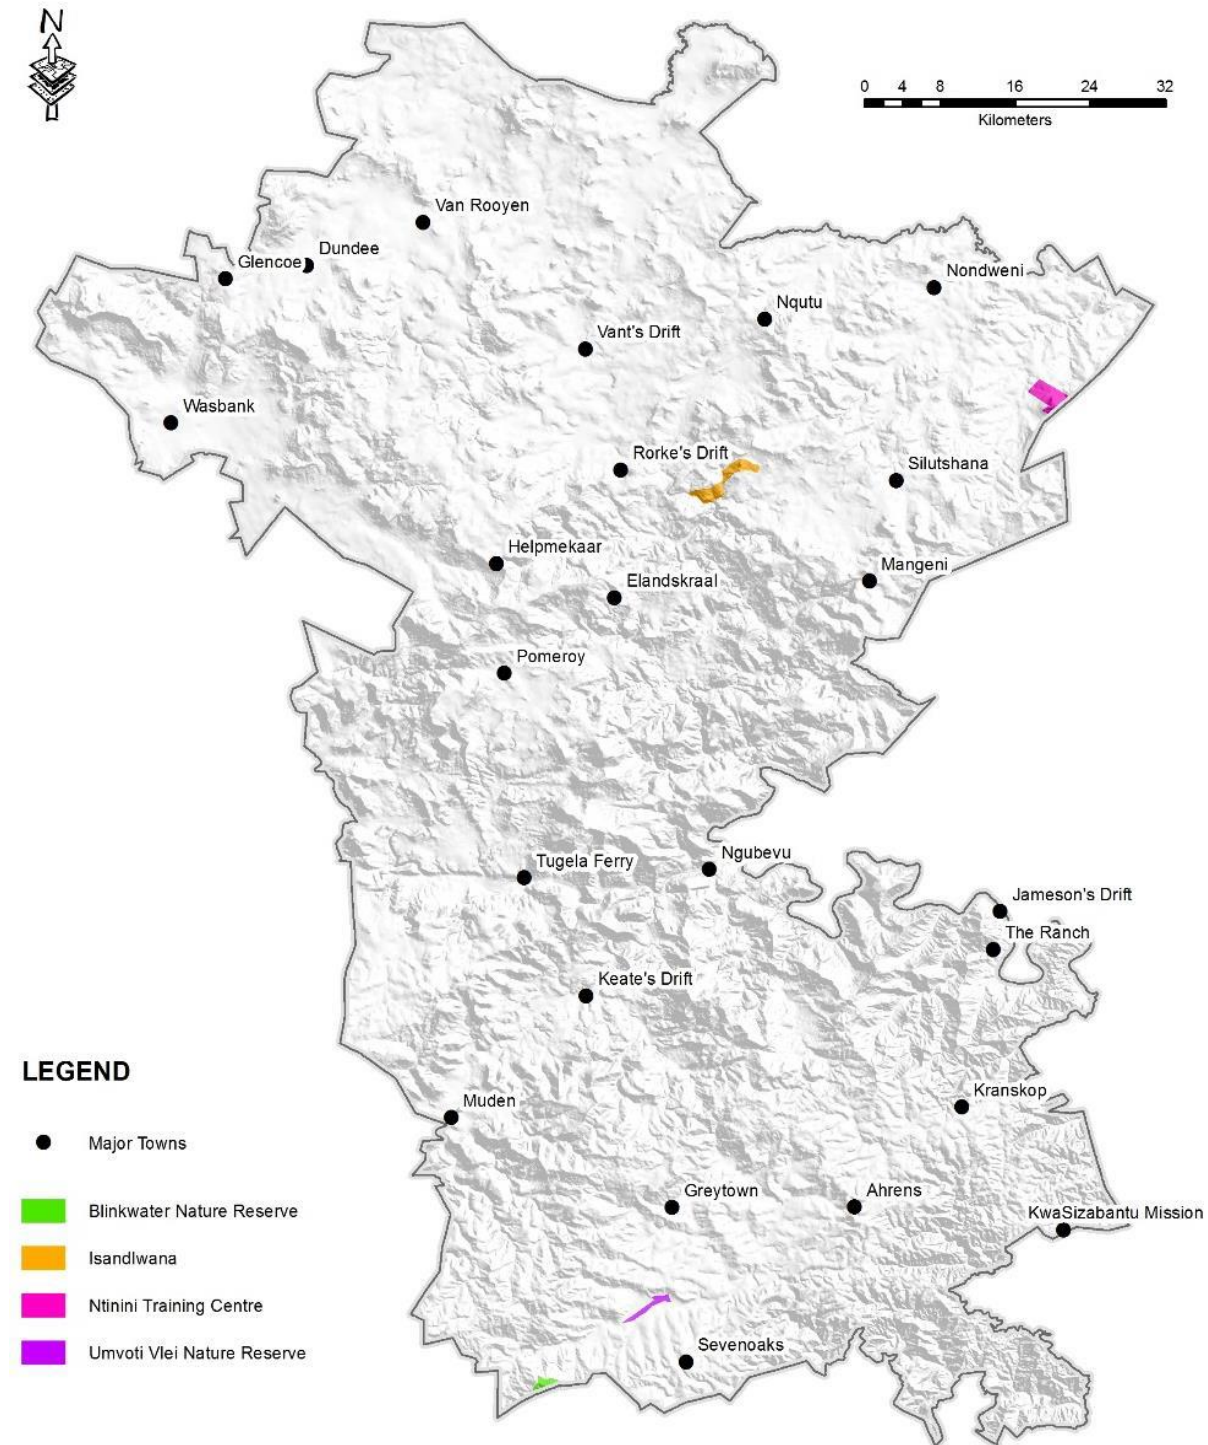 N
0 4 8 16 24 32
Kilometers
Van Rooyen
Dundee
Glencoe
Nondweni
Nqutu
Vant's Drift
Wasbank
Rorke's Drift
Silutshana
Helpmekaar
Mangeni
Elandskraal
Pomeroy
Ngubevu
Tugela Ferry
Jameson's Drift
The Ranch
Keate's Drift
LEGEND
Kranskop
Muden
Major Towns
Greytown
Ahrens
KwaSizabantu Mission
Blinkwater Nature Reserve
Isandlwana
Ntinini Training Centre
Sevenoaks
Umvoti Vlei Nature Reserve